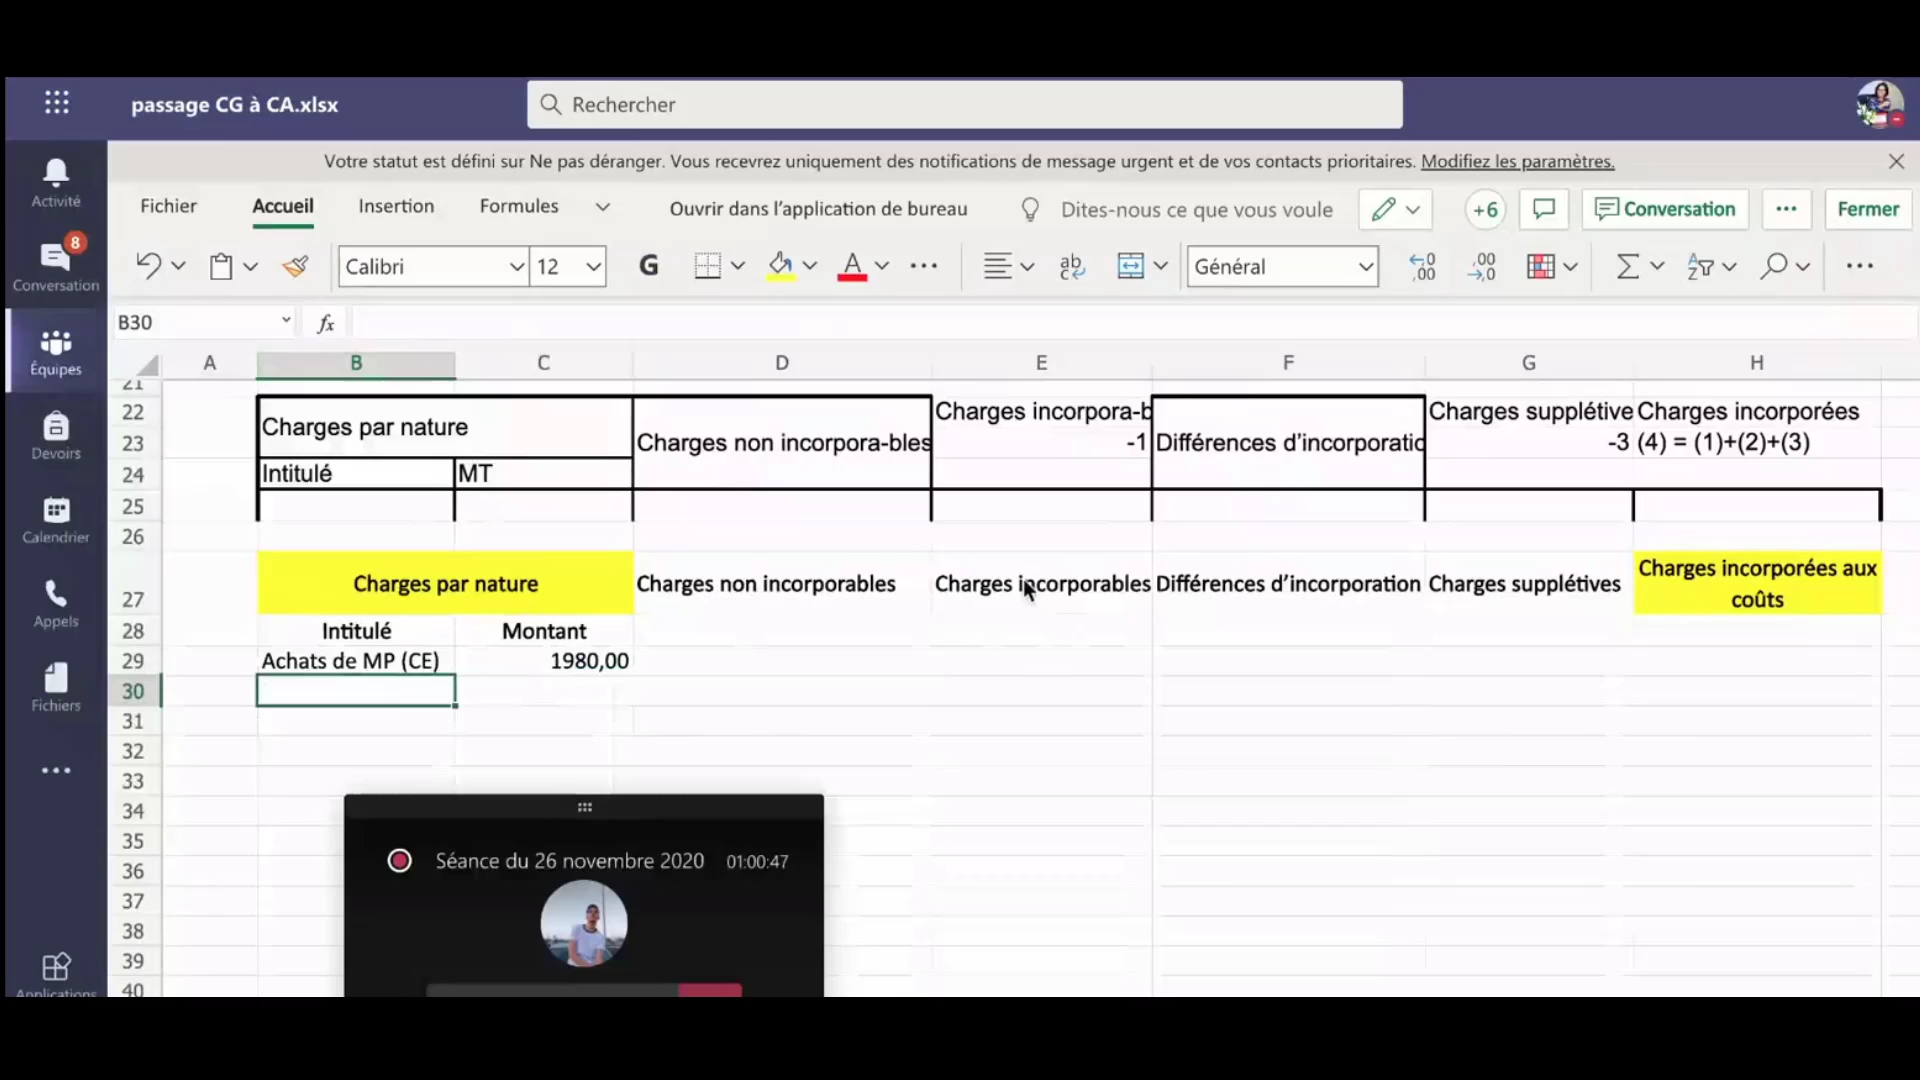 passage CG à CA.xlsx
Rechercher
Votre statut est défini sur Ne pas déranger. Vous recevrez uniquement des notifications de message urgent et de vos contacts prioritaires. Modifiez les paramètres.
Activité
8
Conversation
Équipes
Devoirs
Calendrier
Appels
Fichiers
Applications
Fichier Accueil Insertion Formules Ouvrir dans l'application de bureau Dites-nous ce que vous voule +6 Conversation Fermer
Calibri 12 G A ab Général
B30 fx
A B C D E F G H
21
22 Charges incorpora-b Charges supplétive Charges incorporées
Charges par nature
23 Charges non incorpora-bles -1 Différences d'incorporatio -3 (4) = (1)+(2)+(3)
24 Intitulé MT
25
26
27 Charges par nature Charges non incorporables Charges incorporables Différences d'incorporation Charges supplétives Charges incorporées aux
coûts
28 Intitulé Montant
29 Achats de MP (CE) 1980,00
30
31
32
33
34
35
36
37
38
39
40
Séance du 26 novembre 2020 01:00:47